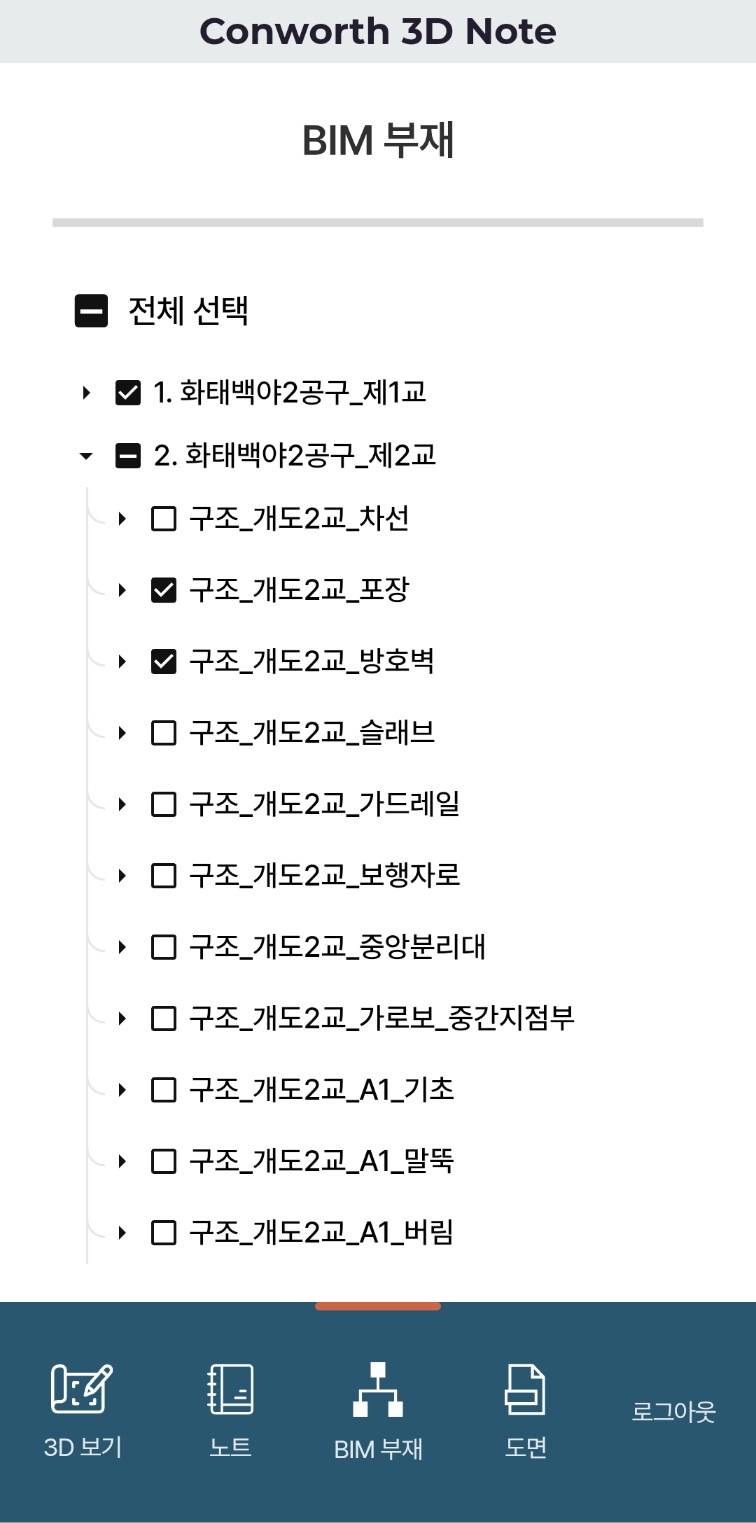 Conworth 3D Note
BIM 부재
전체 선택
1. 화태백야2공구_제1교
2. 화태백야2공구_제2교
구조_개도2교_차선
구조_개도2교_포장
구조_개도2교_방호벽
구조_개도2교_슬래브
구조_개도2교_가드레일
구조_개도2교_보행자로
구조_개도2교_중앙분리대
구조_개도2교_가로보_중간지점부
구조_개도2교_A1_기초
구조_개도2교_A1_말뚝
구조_개도2교_A1_버림
3D 보기
노트
BIM 부재
도면
로그아웃